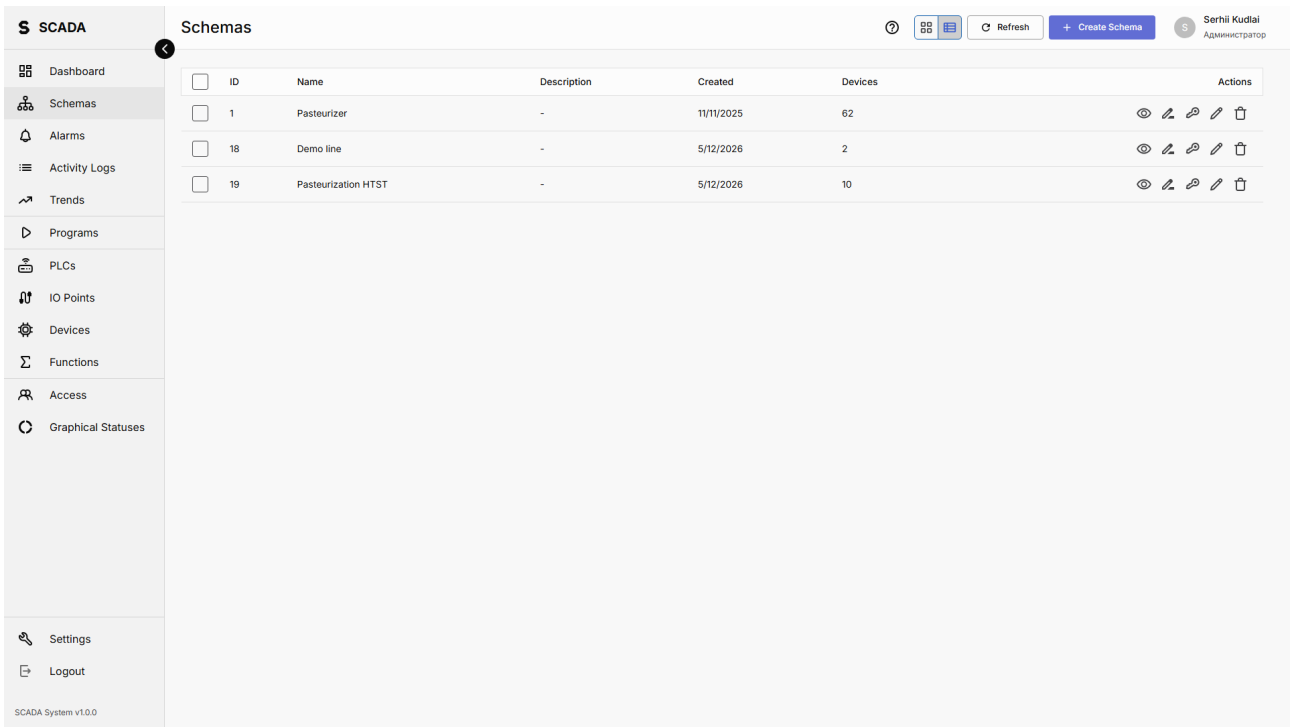 S SCADA
Schemas
Refresh
+ Create Schema
S
Serhii Kudlai
Администратор
Dashboard
Schemas
Alarms
Activity Logs
Trends
Programs
PLCs
IO Points
Devices
Functions
Access
Graphical Statuses
Settings
Logout
SCADA System v1.0.0
ID Name Description Created Devices Actions
1 Pasteurizer - 11/11/2025 62
18 Demo line - 5/12/2026 2
19 Pasteurization HTST - 5/12/2026 10